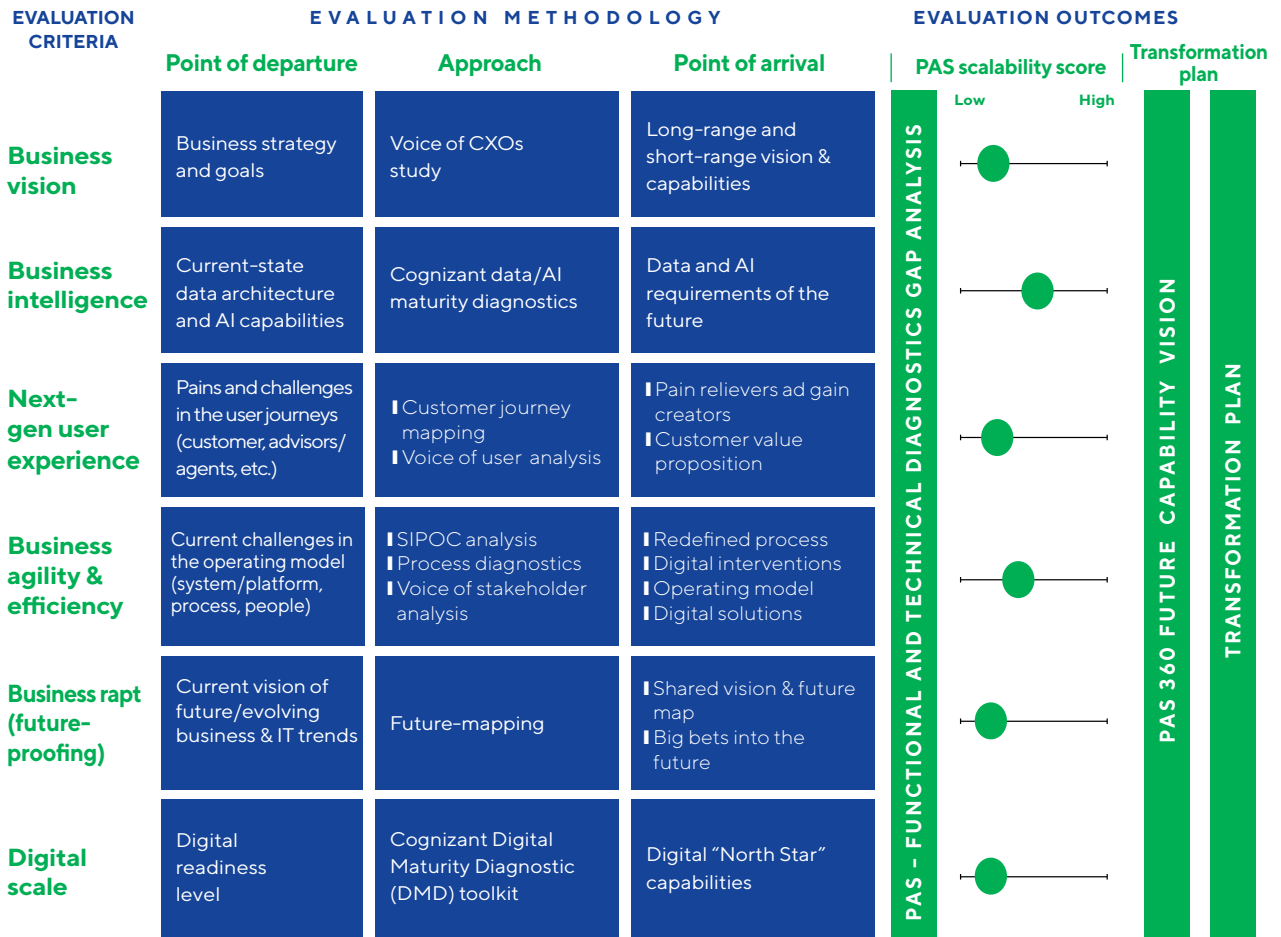 EVALUATION
CRITERIA
EVALUATION METHODOLOGY
EVALUATION OUTCOMES
Point of departure
Approach
Point of arrival
PAS scalability score
Transformation
plan
Low
High
Business
vision
Business strategy
and goals
Voice of CXOs
study
Long-range and
short-range vision &
capabilities
Business
intelligence
Current-state
data architecture
and AI capabilities
Cognizant data/AI
maturity diagnostics
Data and AI
requirements of the
future
Next-
gen user
experience
Pains and challenges
in the user journeys
(customer, advisors/
agents, etc.)
Customer journey
mapping
Voice of user analysis
Pain relievers ad gain
creators
Customer value
proposition
Business
agility &
efficiency
Current challenges in
the operating model
(system/platform,
process, people)
SIPOC analysis
Process diagnostics
Voice of stakeholder
analysis
Redefined process
Digital interventions
Operating model
Digital solutions
Business rapt
(future-
proofing)
Current vision of
future/evolving
business & IT trends
Future-mapping
Shared vision & future
map
Big bets into the
future
Digital
scale
Digital
readiness
level
Cognizant Digital
Maturity Diagnostic
(DMD) toolkit
Digital “North Star”
capabilities
PAS – FUNCTIONAL AND TECHNICAL DIAGNOSTICS GAP ANALYSIS
PAS 360 FUTURE CAPABILITY VISION
TRANSFORMATION PLAN